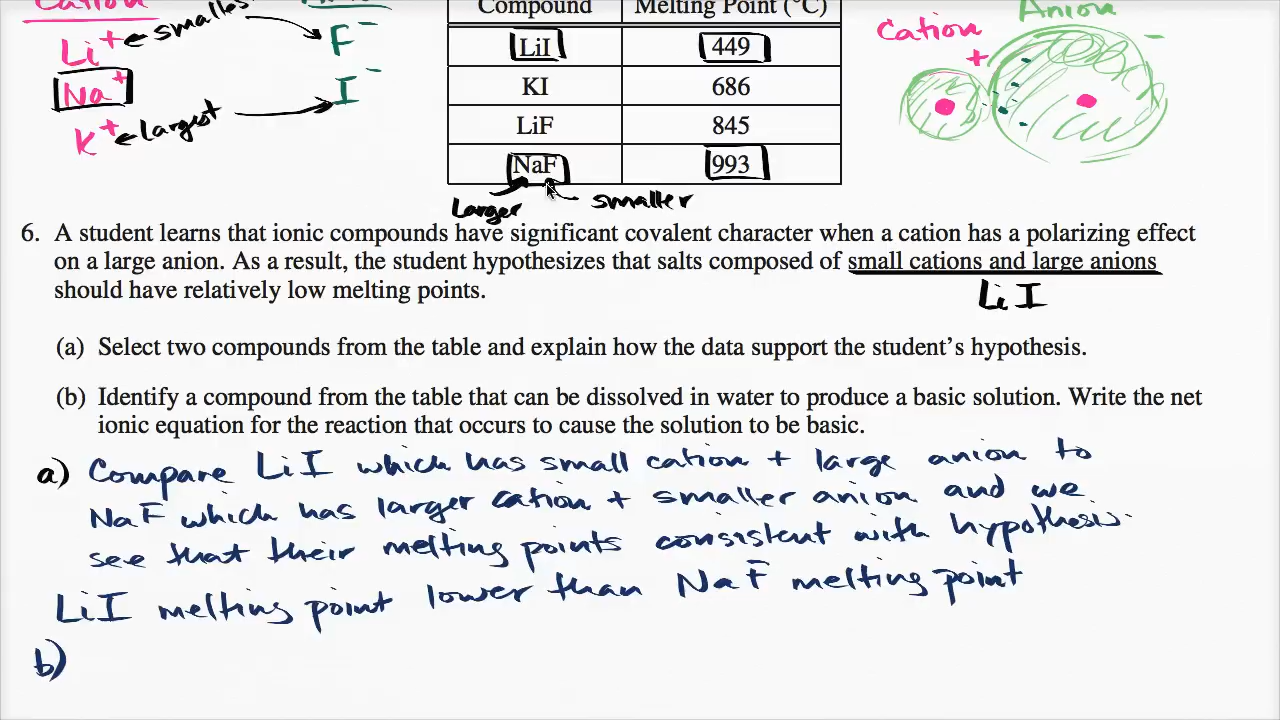 Cation
Li+ smallest F-
Na+ I-
K+ largest
Compound Melting Point (°C)
LiI 449
KI 686
LiF 845
NaF 993
Larger smaller
Cation + Anion -
6. A student learns that ionic compounds have significant covalent character when a cation has a polarizing effect
on a large anion. As a result, the student hypothesizes that salts composed of small cations and large anions
should have relatively low melting points.
LiI
(a) Select two compounds from the table and explain how the data support the student's hypothesis.
(b) Identify a compound from the table that can be dissolved in water to produce a basic solution. Write the net
ionic equation for the reaction that occurs to cause the solution to be basic.
a) Compare LiI which has small cation + large anion to
NaF which has larger cation + smaller anion and we
see that their melting points consistent with hypothesis.
LiI melting point lower than NaF melting point
b)